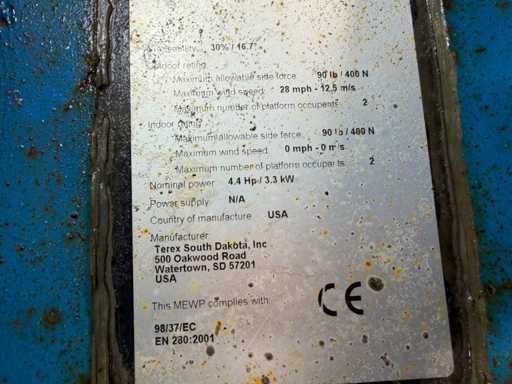 30% / 16.7°
Outdoor rating
Maximum allowable side force: 90 lb / 400 N
Maximum wind speed: 28 mph - 12.5 m/s
Maximum number of platform occupants: 2
Indoor rating
Maximum allowable side force: 90 lb / 400 N
Maximum wind speed: 0 mph - 0 m/s
Maximum number of platform occupants: 2
Nominal power: 4.4 Hp / 3.3 kW
Power supply: N/A
Country of manufacture: USA
Manufacturer:
Terex South Dakota, Inc
500 Oakwood Road
Watertown, SD 57201
USA
This MEWP complies with: CE
98/37/EC
EN 280:2001